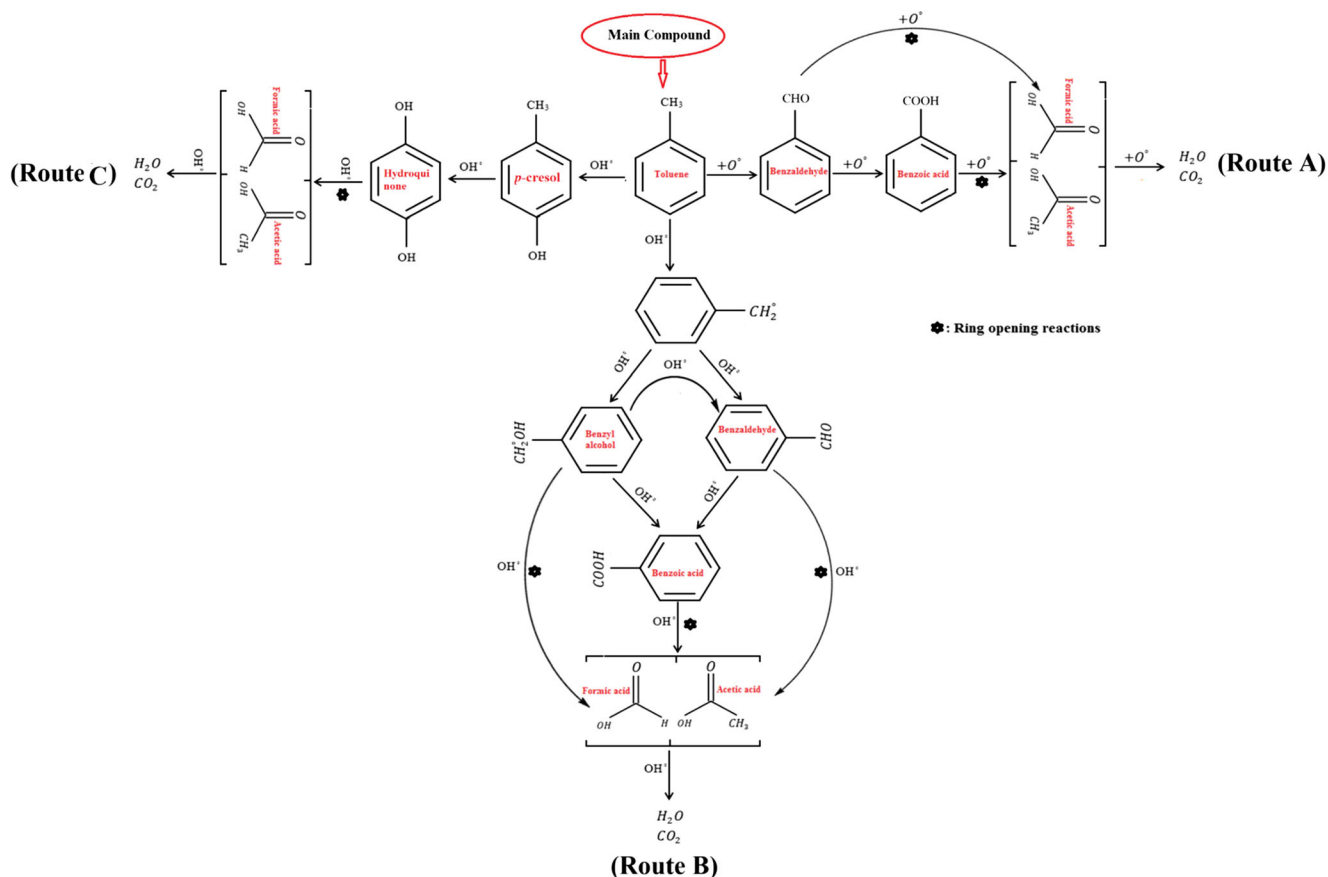 Main Compound
+O°
CHO
COOH
Formic acid
OH
O
H
OH
O
Acetic acid
CH₃
+O°
H₂O
CO₂
(Route A)
Benzaldehyde
+O°
Benzoic acid
+O°
CH₃
Toluene
+O°
OH°
CH₃
p-cresol
OH
OH°
OH
Hydroqui
none
OH
OH°
Formic acid
OH
O
H
OH
O
Acetic acid
CH₃
OH°
H₂O
CO₂
(Route C)
OH°
CH₂°
: Ring opening reactions
OH°
OH°
OH°
CH₂°OH
Benzyl
alcohol
Benzaldehyde
CHO
OH°
OH°
COOH
Benzoic acid
OH°
OH°
OH°
Formic acid
O
OH
H
O
Acetic acid
OH
CH₃
OH°
H₂O
CO₂
(Route B)